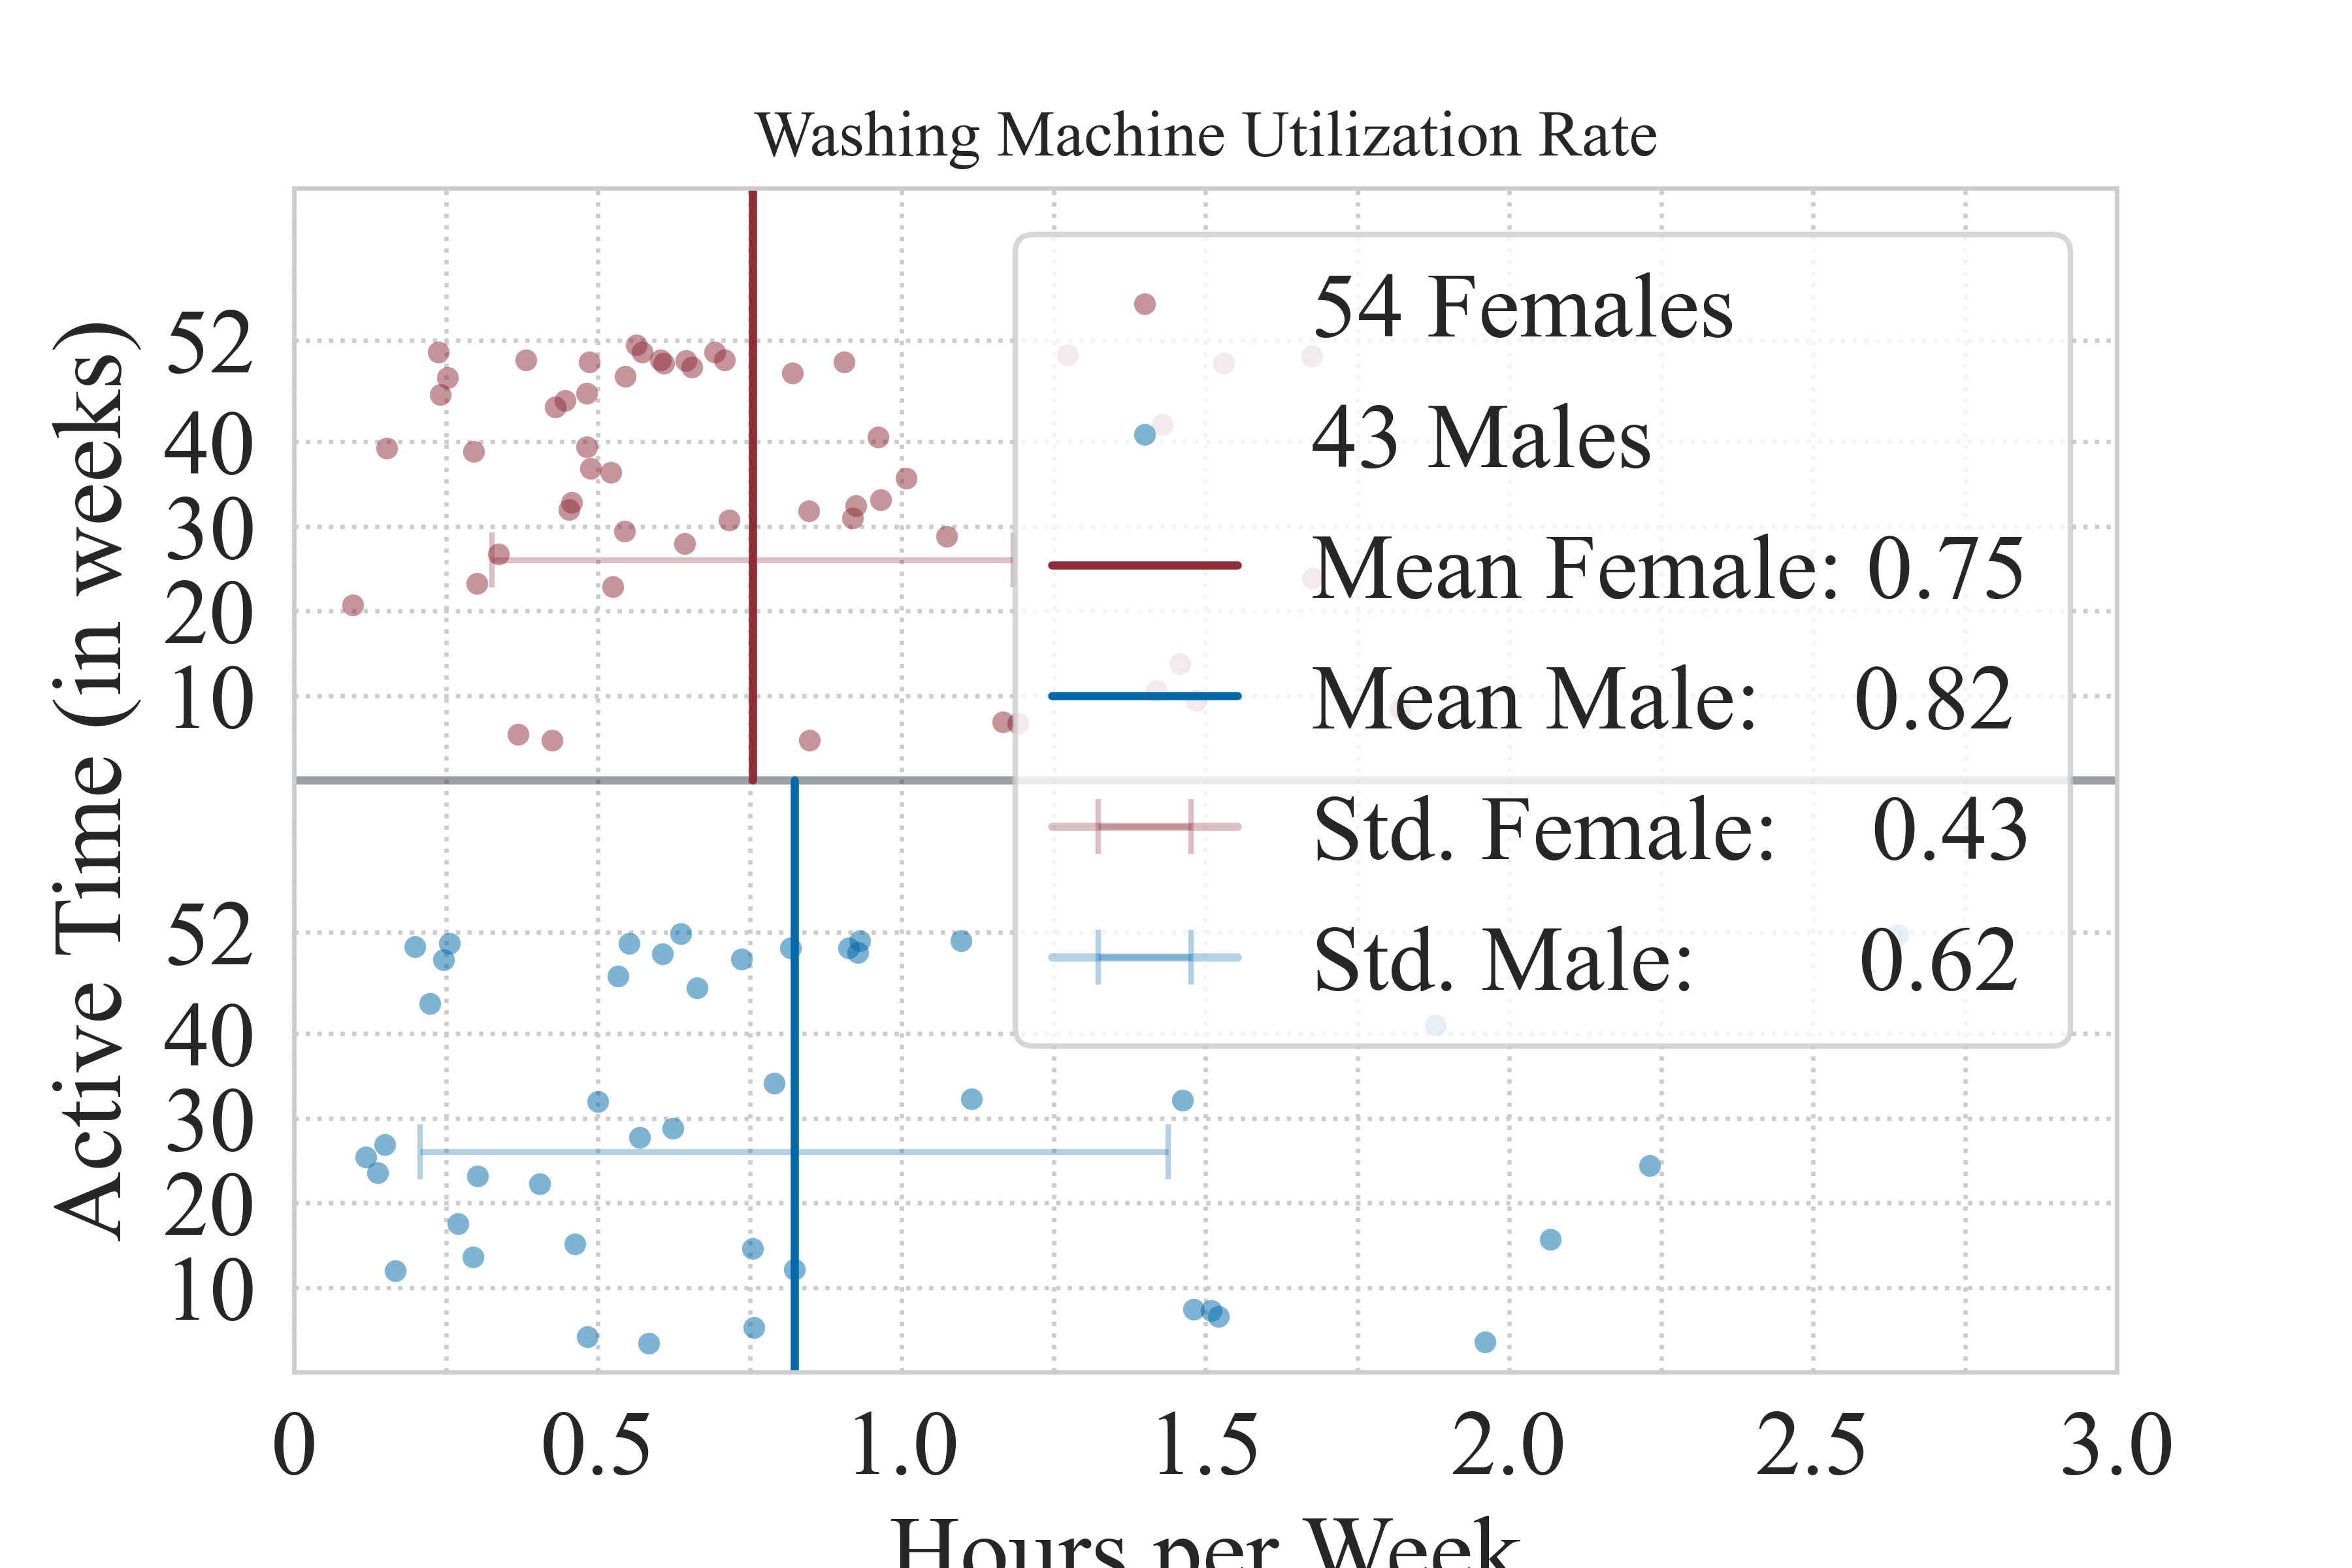 Washing Machine Utilization Rate
Active Time (in weeks)
52
40
30
20
10
52
40
30
20
10
54 Females
43 Males
Mean Female: 0.75
Mean Male: 0.82
Std. Female: 0.43
Std. Male: 0.62
0 0.5 1.0 1.5 2.0 2.5 3.0
Hours per Week